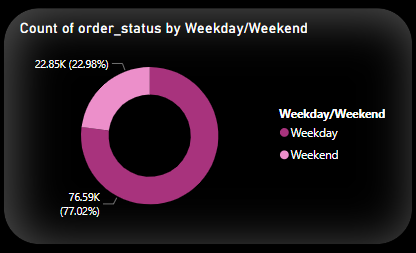 Count of order_status by Weekday/Weekend
22.85K (22.98%)
Weekday/Weekend
Weekday
Weekend
76.59K
(77.02%)